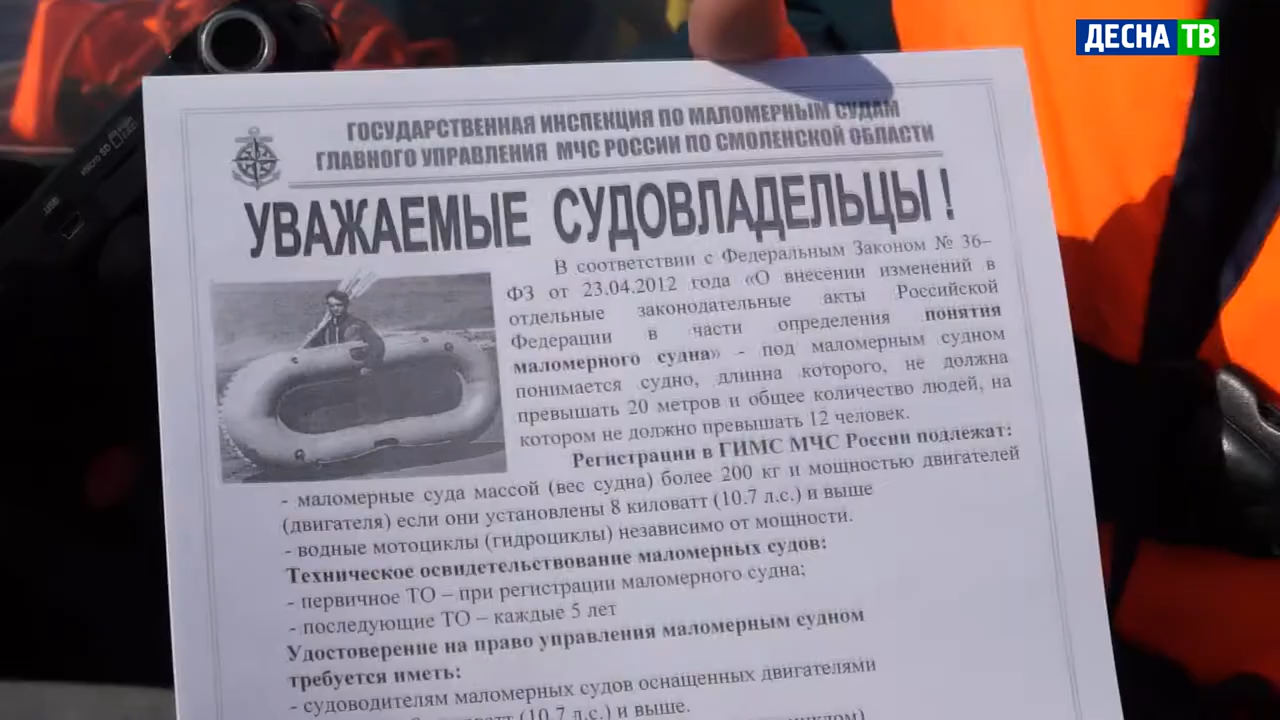 ДЕСНА ТВ
ГОСУДАРСТВЕННАЯ ИНСПЕКЦИЯ ПО МАЛОМЕРНЫМ СУДАМ
ГЛАВНОГО УПРАВЛЕНИЯ МЧС РОССИИ ПО СМОЛЕНСКОЙ ОБЛАСТИ
УВАЖАЕМЫЕ СУДОВЛАДЕЛЬЦЫ !
В соответствии с Федеральным Законом № 36–
ФЗ от 23.04.2012 года «О внесении изменений в
отдельные законодательные акты Российской
Федерации в части определения понятия
маломерного судна» - под маломерным судном
понимается судно, длинна которого, не должна
превышать 20 метров и общее количество людей, на
котором не должно превышать 12 человек.
Регистрации в ГИМС МЧС России подлежат:
- маломерные суда массой (вес судна) более 200 кг и мощностью двигателей
(двигателя) если они установлены 8 киловатт (10.7 л.с.) и выше
- водные мотоциклы (гидроциклы) независимо от мощности.
Техническое освидетельствование маломерных судов:
- первичное ТО – при регистрации маломерного судна;
- последующие ТО – каждые 5 лет
Удостоверение на право управления маломерным судном
требуется иметь:
- судоводителям маломерных судов оснащенных двигателями
(10.7 л.с.) и выше.
Micro SD